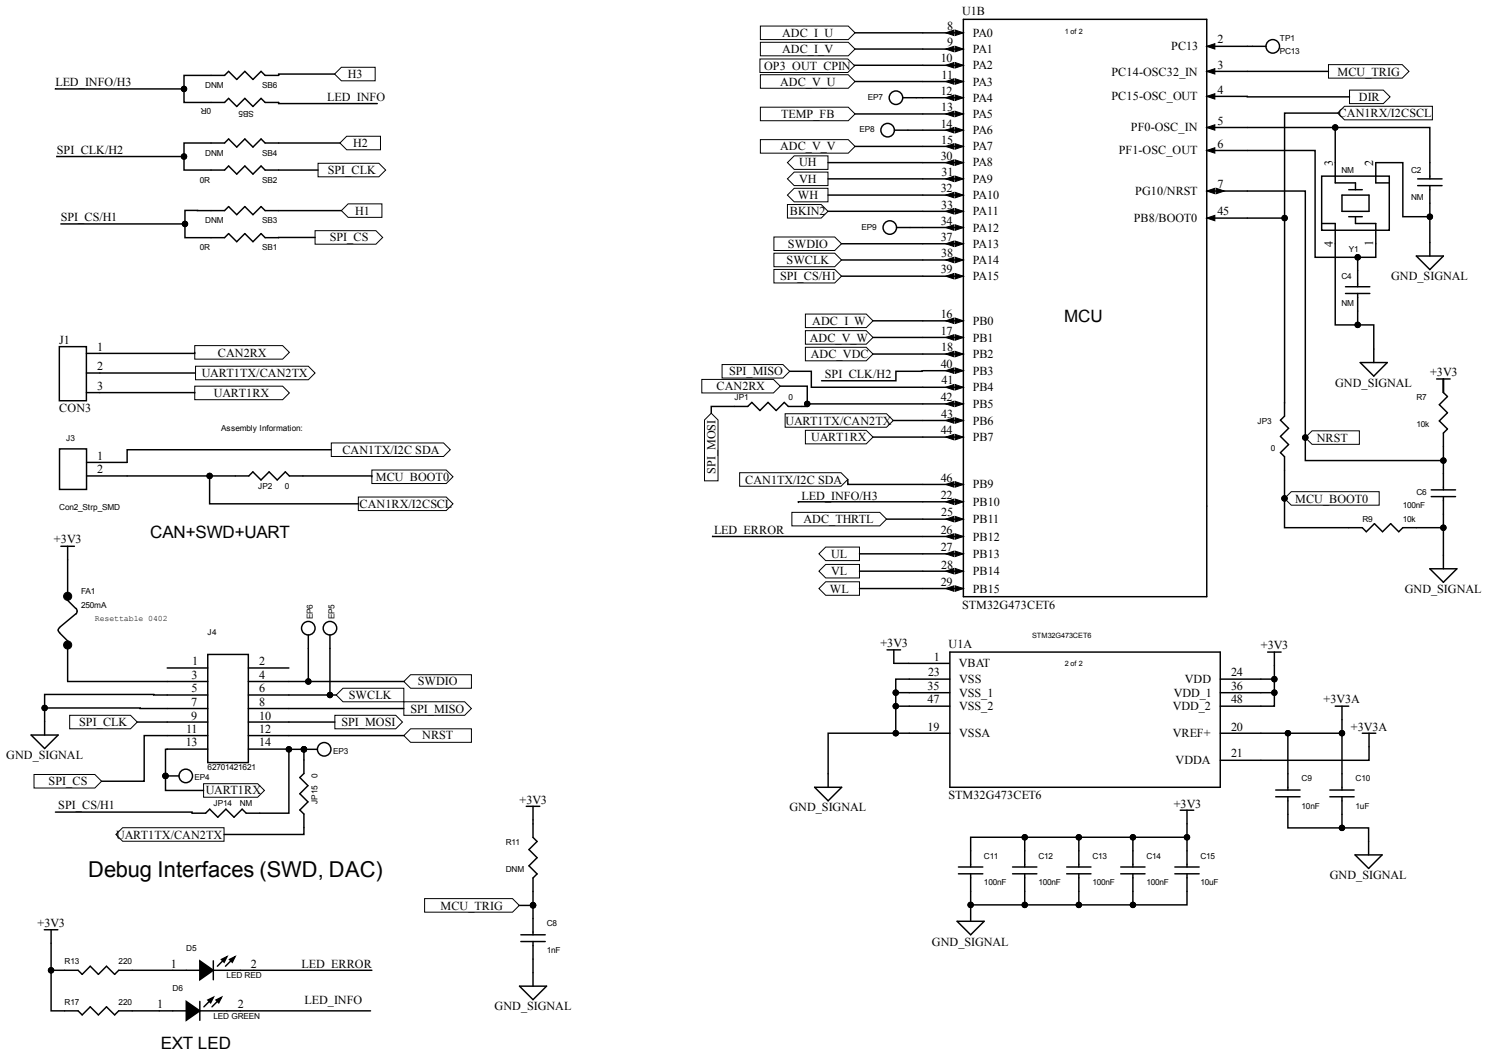 LED_INFO/H3
DNM
SB6
H3
0R
SB5
LED_INFO
SPI_CLK/H2
DNM
SB4
H2
0R
SB2
SPI_CLK
SPI_CS/H1
DNM
SB3
H1
0R
SB1
SPI_CS
J1
1 CAN2RX
2 UART1TX/CAN2TX
3 UART1RX
CON3
Assembly Information:
J3
1 CAN1TX/I2C SDA
2 JP2 0 MCU_BOOT0
CAN1RX/I2CSCL
Con2_Strp_SMD
CAN+SWD+UART
+3V3
FA1
250mA
Resettable 0402
EP6
EP5
J4
1 2
3 4 SWDIO
5 6 SWCLK
7 8 SPI_MISO
SPI_CLK 9 10 SPI_MOSI
11 12 NRST
13 14 EP3
GND_SIGNAL
62701421621
SPI_CS
EP4
UART1RX
JP15 0
SPI_CS/H1
JP14 NM
UART1TX/CAN2TX
Debug Interfaces (SWD, DAC)
+3V3
R13 220 1 D5 2 LED_ERROR
LED RED
R17 220 1 D6 2 LED_INFO
LED GREEN
EXT LED
+3V3
R11
DNM
MCU_TRIG
C8
1nF
GND_SIGNAL
U1B
1 of 2
ADC_I_U 8 PA0
ADC_I_V 9 PA1
OP3_OUT_CPIN 10 PA2
ADC_V_U 11 PA3
EP7 12 PA4
TEMP_FB 13 PA5
EP8 14 PA6
ADC_V_V 15 PA7
UH 30 PA8
VH 31 PA9
WH 32 PA10
BKIN2 33 PA11
EP9 34 PA12
SWDIO 37 PA13
SWCLK 38 PA14
SPI_CS/H1 39 PA15
ADC_I_W 16 PB0
ADC_V_W 17 PB1
ADC_VDC 18 PB2
SPI_CLK/H2 40 PB3
SPI_MISO 41 PB4
CAN2RX 42 PB5
JP1 0
SPI_MOSI
UART1TX/CAN2TX 43 PB6
UART1RX 44 PB7
CAN1TX/I2C SDA 46 PB9
LED_INFO/H3 22 PB10
ADC_THRTL 25 PB11
LED_ERROR 26 PB12
UL 27 PB13
VL 28 PB14
WL 29 PB15
MCU
STM32G473CET6
PC13 2 TP1
PC13
PC14-OSC32_IN 3 MCU_TRIG
PC15-OSC_OUT 4 DIR
CAN1RX/I2CSCL
PF0-OSC_IN 5
PF1-OSC_OUT 6
PG10/NRST 7
PB8/BOOT0 45
3 NM 2
4 Y1 1
C2
NM
C4
NM
GND_SIGNAL
GND_SIGNAL
+3V3
R7
10k
JP3
0
NRST
MCU_BOOT0
C6
100nF
R9 10k
GND_SIGNAL
STM32G473CET6
U1A
2 of 2
+3V3
1 VBAT
23 VSS
35 VSS_1
47 VSS_2
19 VSSA
VDD 24
VDD_1 36
VDD_2 48
VREF+ 20
VDDA 21
+3V3
+3V3A
+3V3A
GND_SIGNAL
STM32G473CET6
C9
10nF
C10
1uF
GND_SIGNAL
+3V3
C11 C12 C13 C14 C15
100nF 100nF 100nF 100nF 10uF
GND_SIGNAL